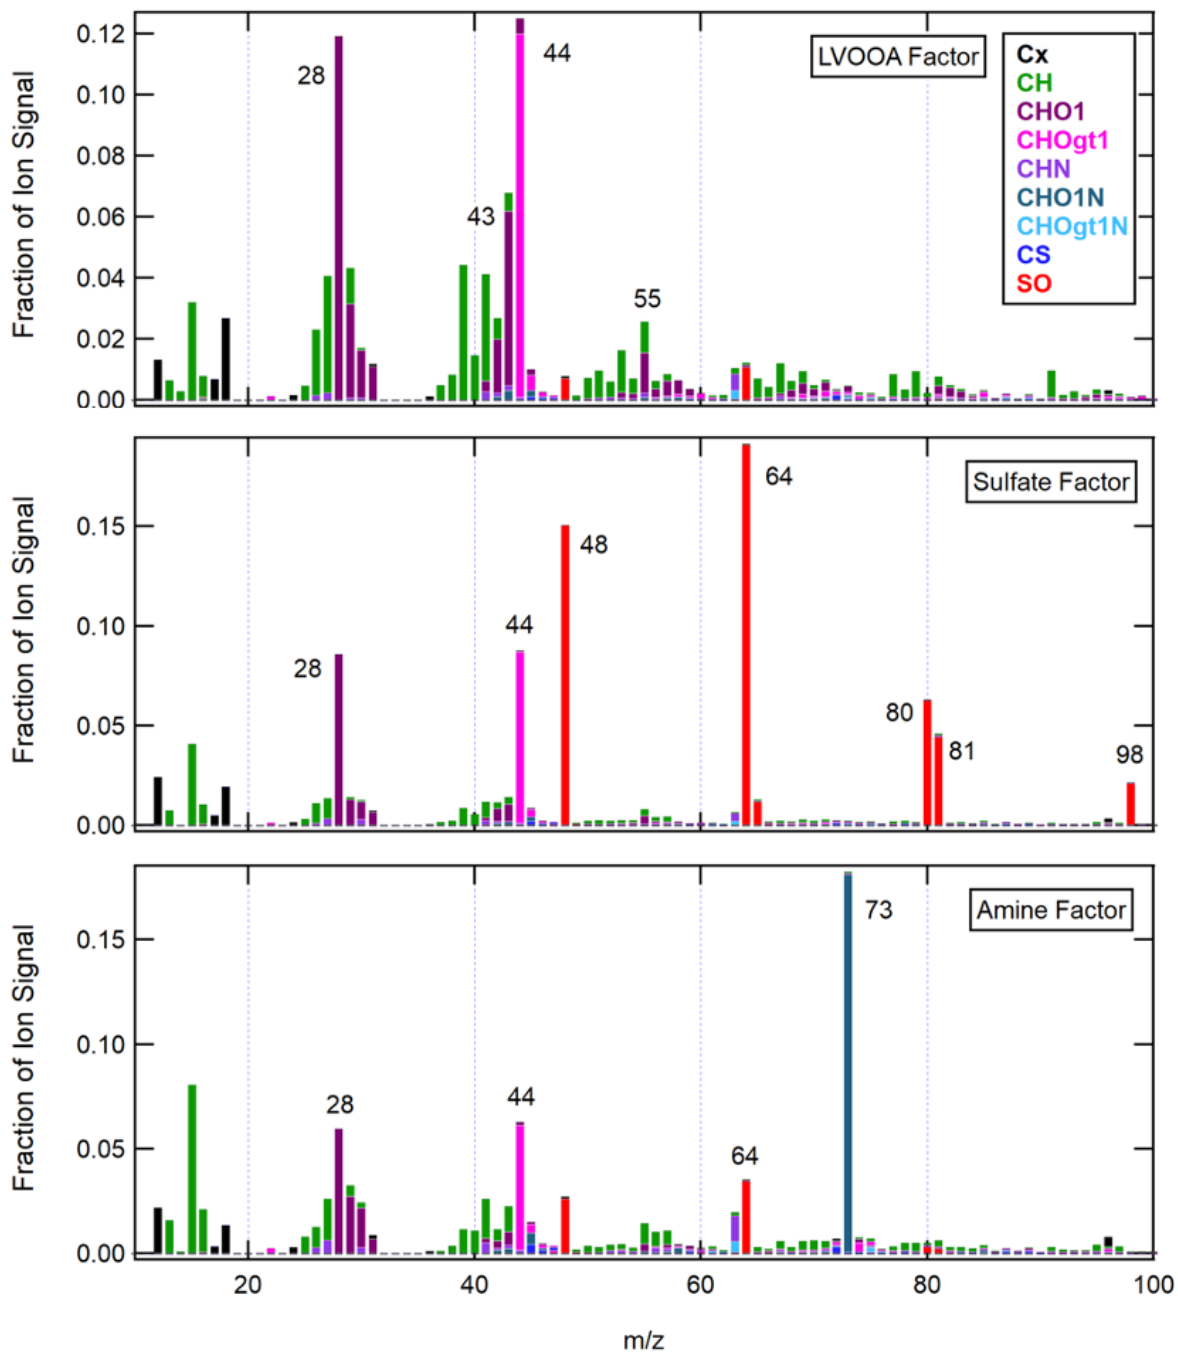 0.12
0.10
0.08
0.06
0.04
0.02
0.00
Fraction of Ion Signal
28
43
44
55
LVOOA Factor
Cx
CH
CHO1
CHOgt1
CHN
CHO1N
CHOgt1N
CS
SO
0.15
0.10
0.05
0.00
Fraction of Ion Signal
28
44
48
64
80
81
98
Sulfate Factor
0.15
0.10
0.05
0.00
Fraction of Ion Signal
28
44
64
73
Amine Factor
20
40
60
80
100
m/z